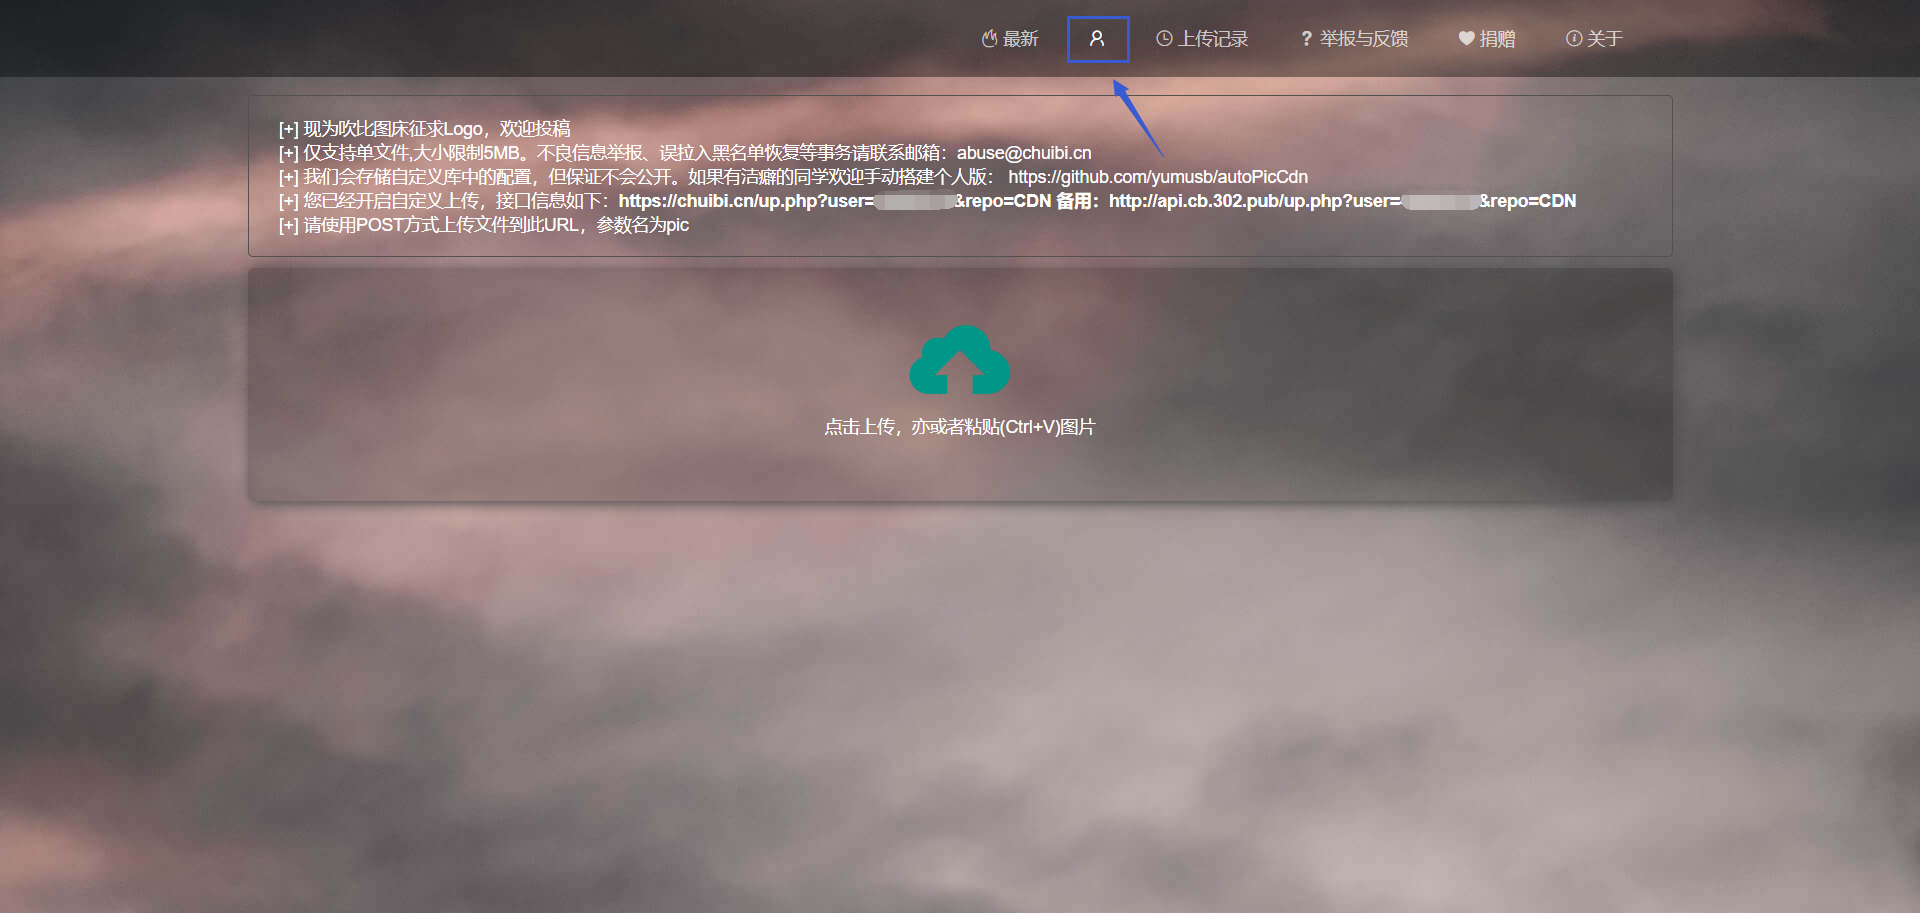 最新
上传记录
? 举报与反馈
捐赠
关于
[+] 现为吹比图床征求Logo，欢迎投稿
[+] 仅支持单文件,大小限制5MB。不良信息举报、误拉入黑名单恢复等事务请联系邮箱：abuse@chuibi.cn
[+] 我们会存储自定义库中的配置，但保证不会公开。如果有洁癖的同学欢迎手动搭建个人版： https://github.com/yumusb/autoPicCdn
[+] 您已经开启自定义上传，接口信息如下：https://chuibi.cn/up.php?user= &repo=CDN 备用：http://api.cb.302.pub/up.php?user= &repo=CDN
[+] 请使用POST方式上传文件到此URL，参数名为pic
点击上传，亦或者粘贴(Ctrl+V)图片